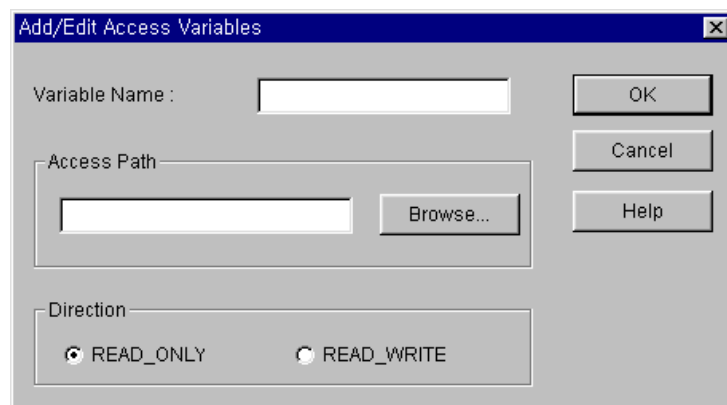 Add/Edit Access Variables
Variable Name :
OK
Cancel
Access Path
Browse...
Help
Direction
READ_ONLY
READ_WRITE